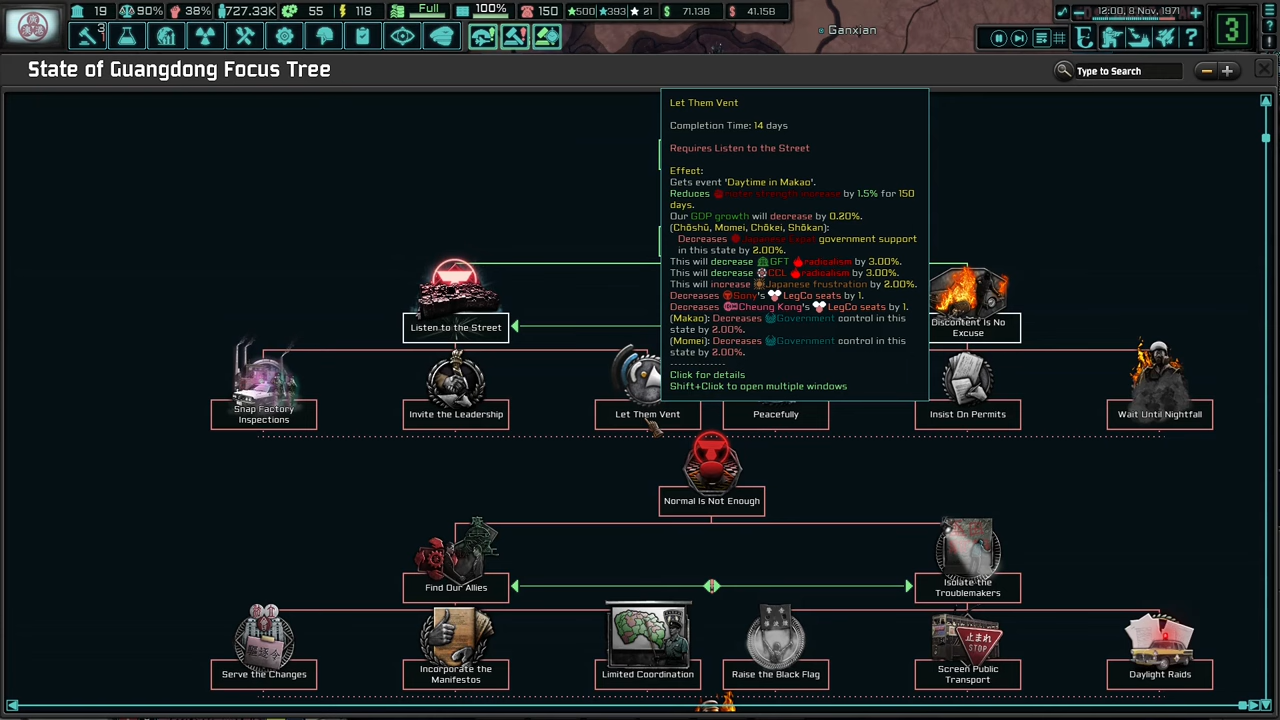 19 90% 38% 727.33K 55 118 Full 100% 150 500 393 21 $ 71.13B $ 41.15B
12:00, 8 Nov, 1971
3
Ganxian
3
State of Guangdong Focus Tree
Type to Search
Let Them Vent
Completion Time: 14 days
Requires Listen to the Street
Effect:
Gets event 'Daytime in Makao'.
Reduces
strength increase by 1.5% for 150
days.
Our GDP growth will decrease by 0.20%.
(Chōshū, Momei, Chōkei, Shōkan):
Decreases Japanese
government support
in this state by 2.00%.
This will decrease GFT radicalism by 3.00%.
This will decrease CCL radicalism by 3.00%.
This will increase Japanese frustration by 2.00%.
Decreases Sony's LegCo seats by 1.
Decreases Cheung Kong's LegCo seats by 1.
(Makao): Decreases Government control in this
state by 2.00%.
(Momei): Decreases Government control in this
state by 2.00%.
--------------
Click for details
Shift+Click to open multiple windows
Listen to the Street
Discontent Is No
Excuse
Snap Factory
Inspections
Invite the Leadership
Let Them Vent
Peacefully
Insist On Permits
Wait Until Nightfall
Normal Is Not Enough
Find Our Allies
Isolate the
Troublemakers
止まれ
STOP
Serve the Changes
Incorporate the
Manifestos
Limited Coordination
Raise the Black Flag
Screen Public
Transport
Daylight Raids